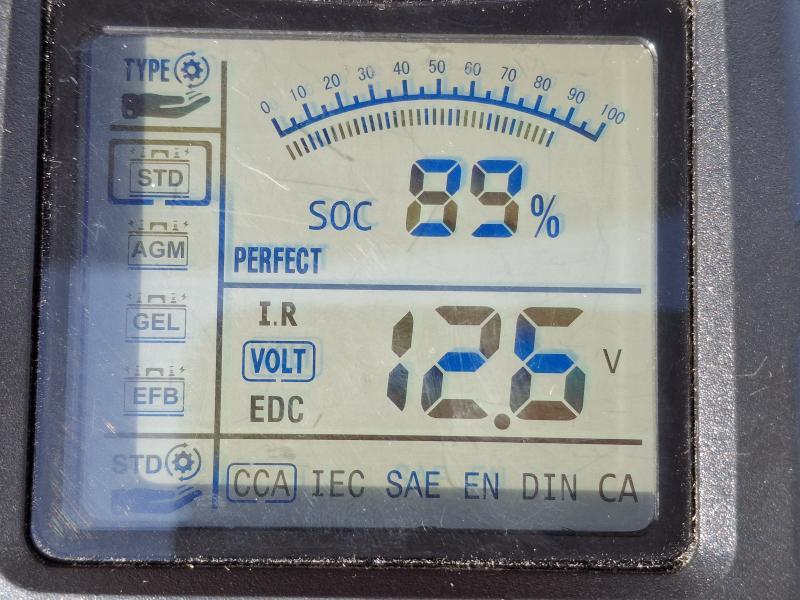 TYPE
0 10 20 30 40 50 60 70 80 90 100
STD
SOC 89 %
AGM
PERFECT
GEL
I.R
VOLT 12.6 V
EFB
EDC
STD
CCA IEC SAE EN DIN CA